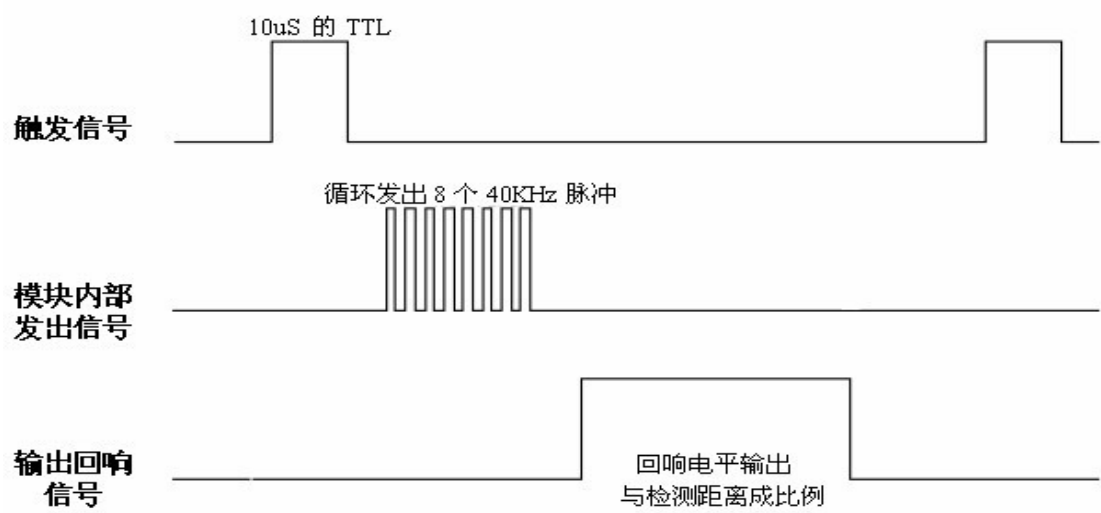 10uS 的 TTL
触发信号
循环发出 8 个 40KHz 脉冲
模块内部
发出信号
输出回响
信号
回响电平输出
与检测距离成比例